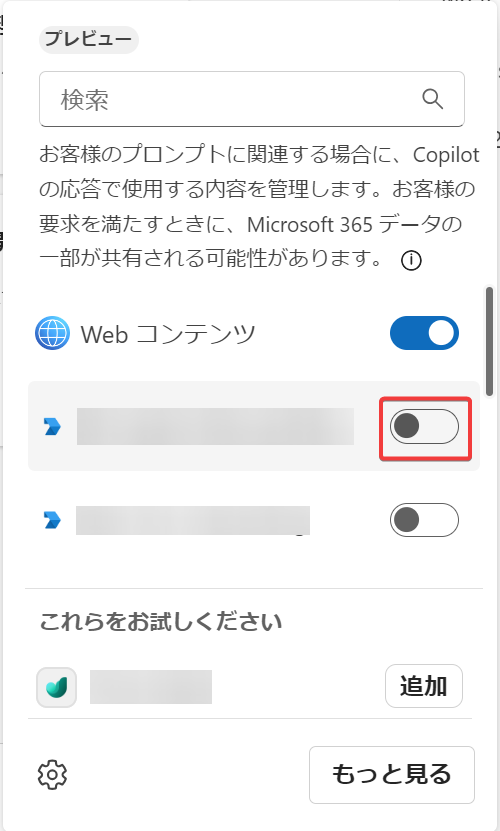 プレビュー
検索
お客様のプロンプトに関連する場合に、Copilot
の応答で使用する内容を管理します。お客様の
要求を満たすときに、Microsoft 365 データの
一部が共有される可能性があります。
Web コンテンツ
これらをお試しください
追加
もっと見る